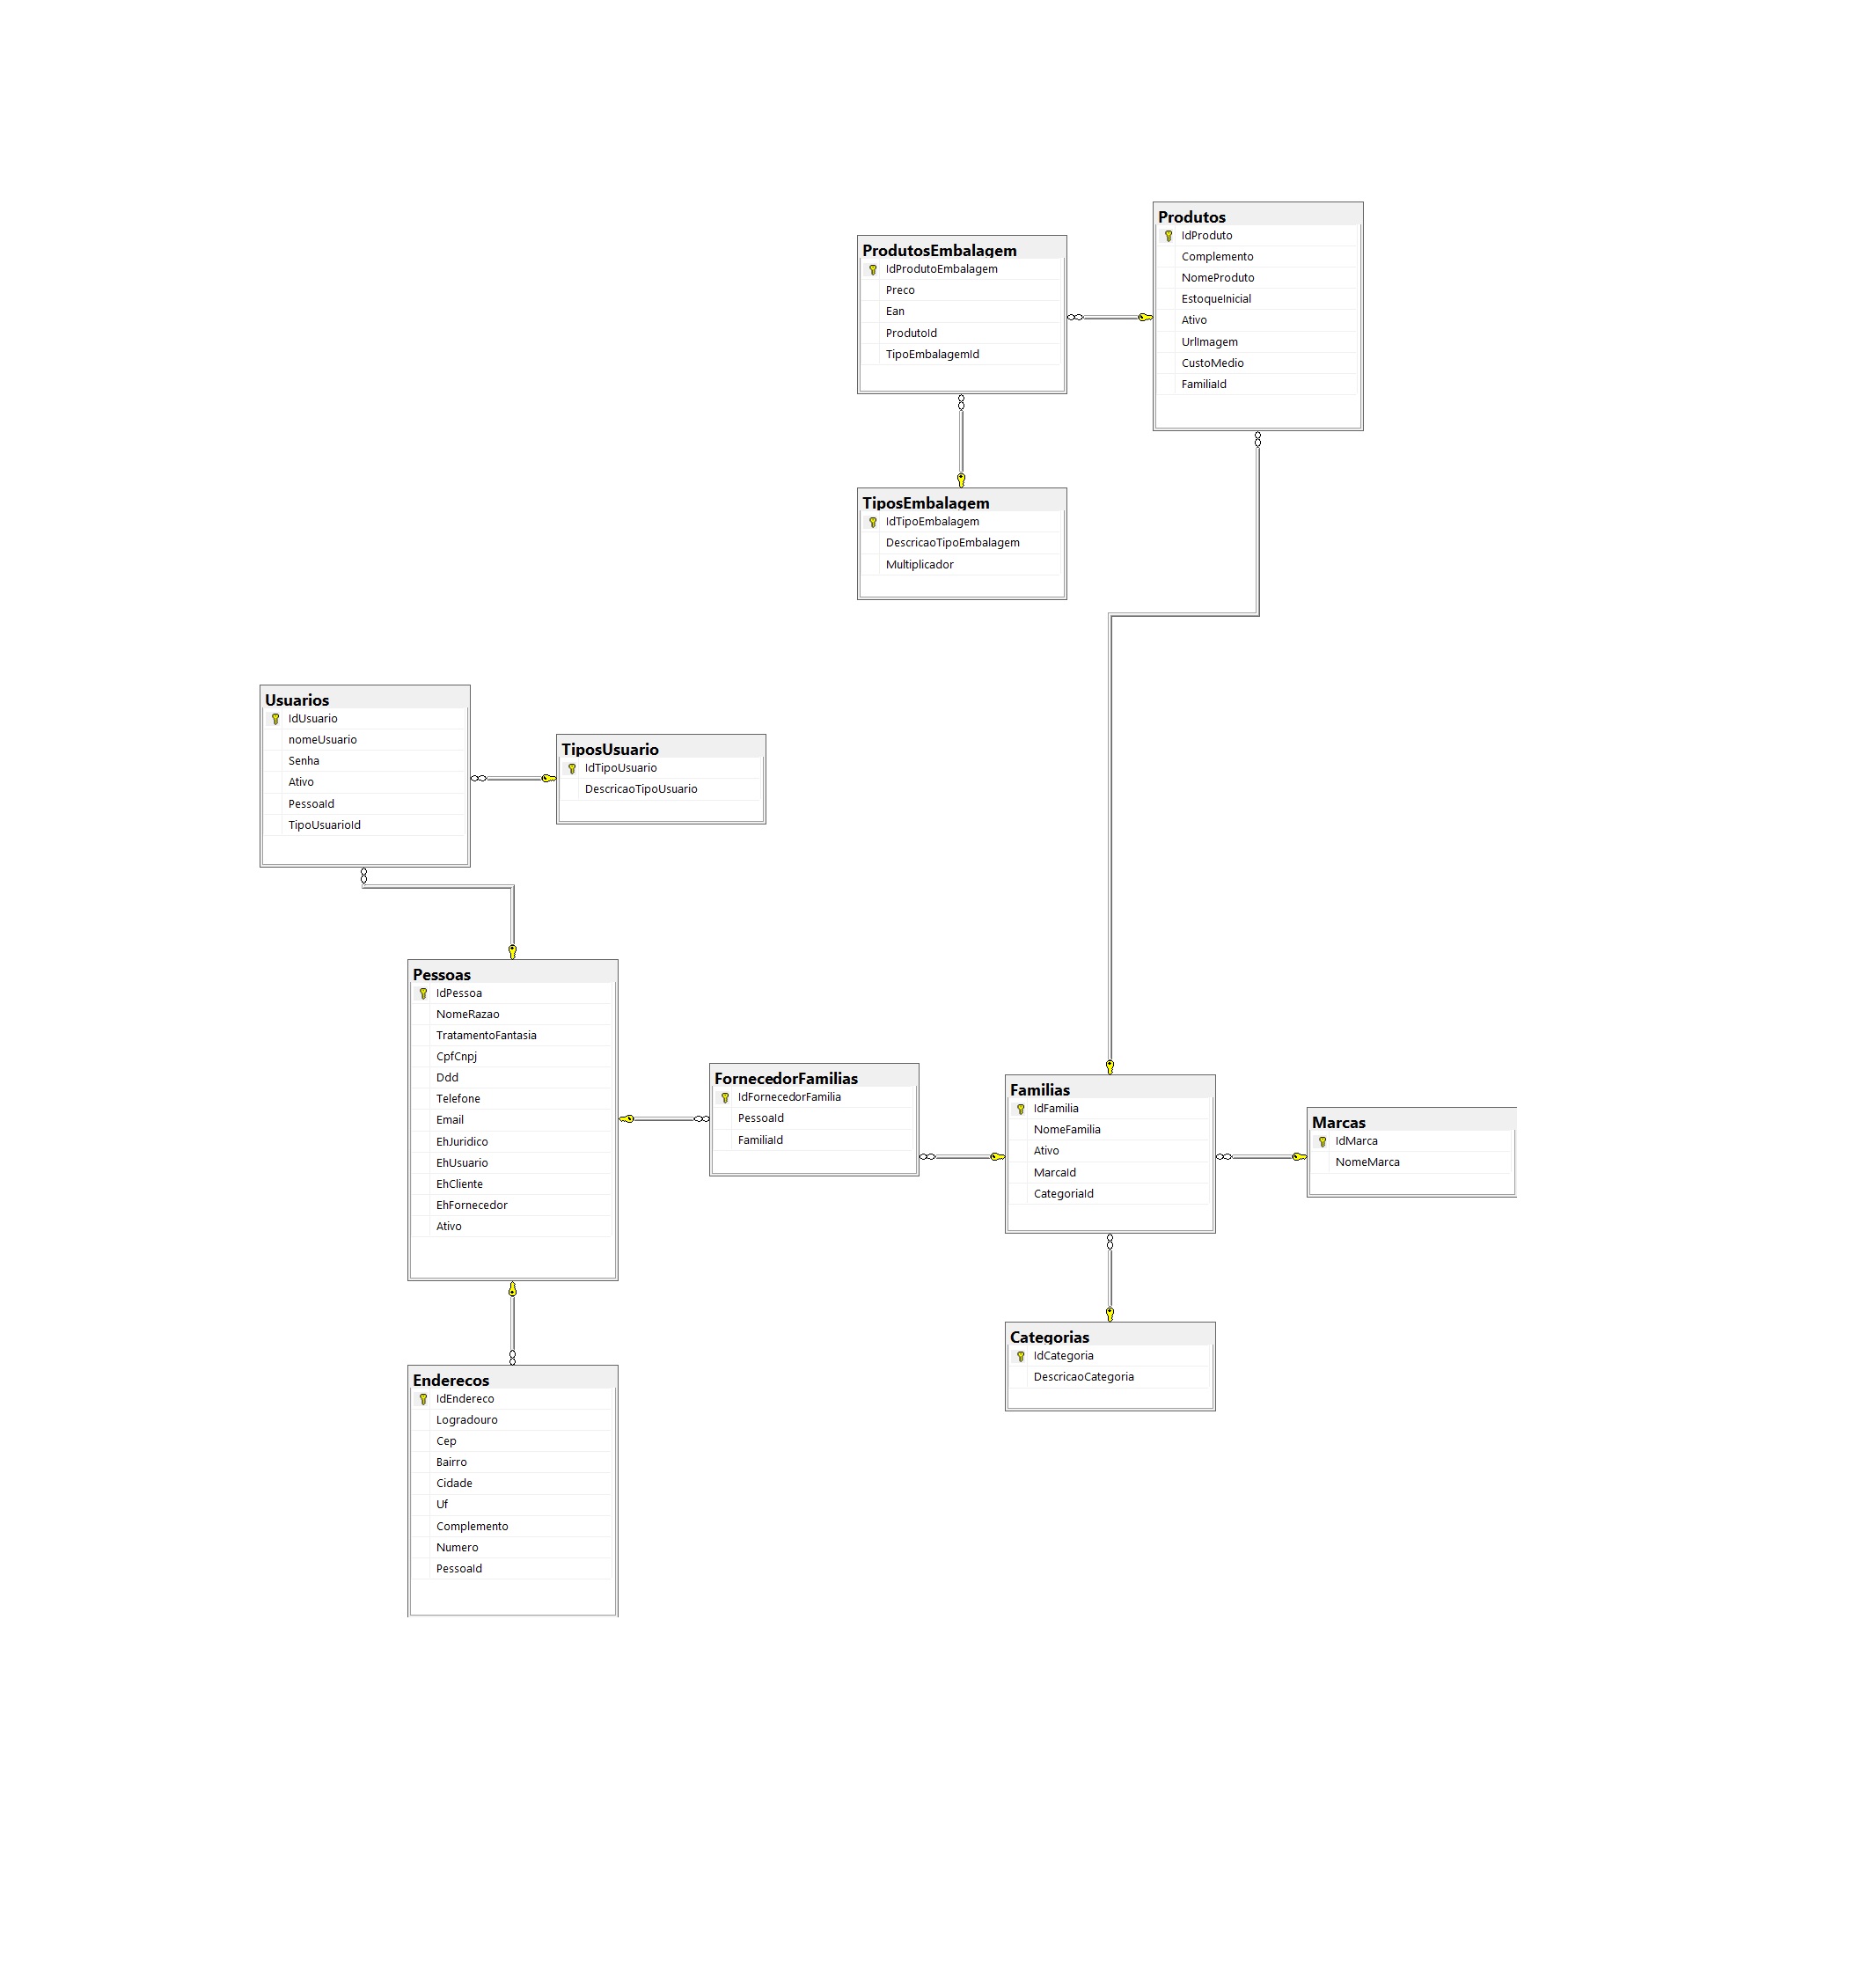 Produtos
IdProduto
Complemento
NomeProduto
EstoqueInicial
Ativo
UrlImagem
CustoMedio
FamiliaId
ProdutosEmbalagem
IdProdutoEmbalagem
Preco
Ean
ProdutoId
TipoEmbalagemId
TiposEmbalagem
IdTipoEmbalagem
DescricaoTipoEmbalagem
Multiplicador
Usuarios
IdUsuario
nomeUsuario
Senha
Ativo
PessoaId
TipoUsuarioId
TiposUsuario
IdTipoUsuario
DescricaoTipoUsuario
Pessoas
IdPessoa
NomeRazao
TratamentoFantasia
CpfCnpj
Ddd
Telefone
Email
EhJuridico
EhUsuario
EhCliente
EhFornecedor
Ativo
FornecedorFamilias
IdFornecedorFamilia
PessoaId
FamiliaId
Familias
IdFamilia
NomeFamilia
Ativo
MarcaId
CategoriaId
Marcas
IdMarca
NomeMarca
Categorias
IdCategoria
DescricaoCategoria
Enderecos
IdEndereco
Logradouro
Cep
Bairro
Cidade
Uf
Complemento
Numero
PessoaId